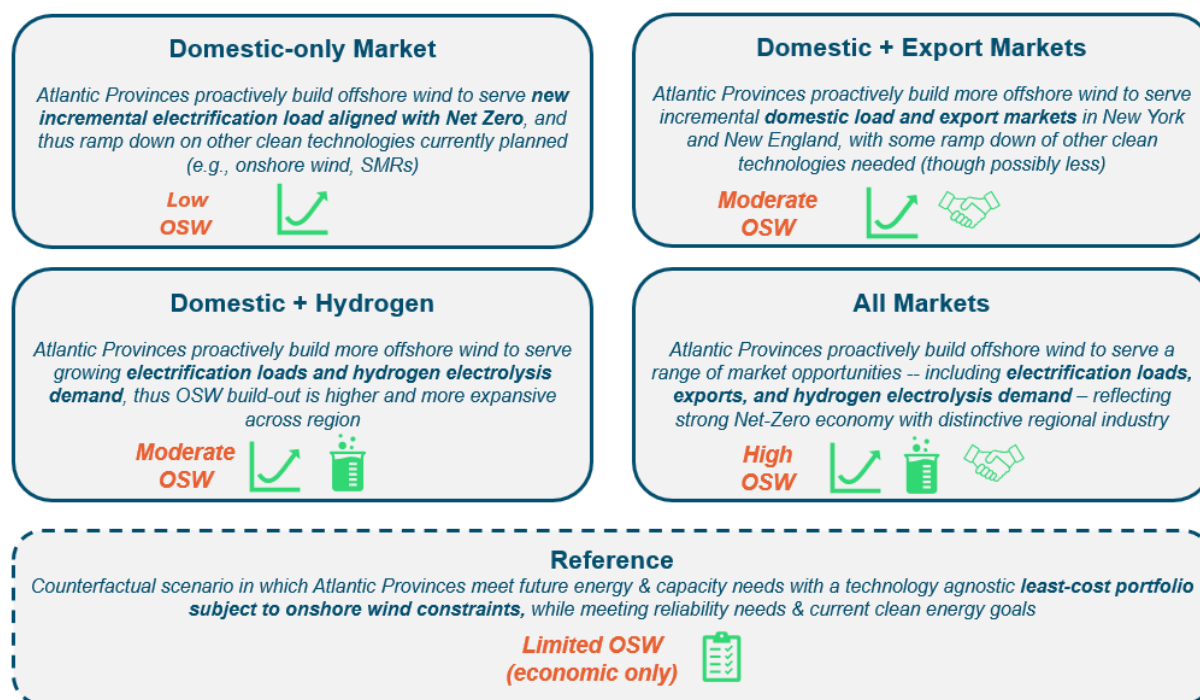 Domestic-only Market
Atlantic Provinces proactively build offshore wind to serve new
incremental electrification load aligned with Net Zero, and
thus ramp down on other clean technologies currently planned
(e.g., onshore wind, SMRs)
Low
OSW
Domestic + Export Markets
Atlantic Provinces proactively build more offshore wind to serve
incremental domestic load and export markets in New York
and New England, with some ramp down of other clean
technologies needed (though possibly less)
Moderate
OSW
Domestic + Hydrogen
Atlantic Provinces proactively build more offshore wind to serve
growing electrification loads and hydrogen electrolysis
demand, thus OSW build-out is higher and more expansive
across region
Moderate
OSW
All Markets
Atlantic Provinces proactively build offshore wind to serve a
range of market opportunities -- including electrification loads,
exports, and hydrogen electrolysis demand – reflecting
strong Net-Zero economy with distinctive regional industry
High
OSW
Reference
Counterfactual scenario in which Atlantic Provinces meet future energy & capacity needs with a technology agnostic least-cost portfolio
subject to onshore wind constraints, while meeting reliability needs & current clean energy goals
Limited OSW
(economic only)